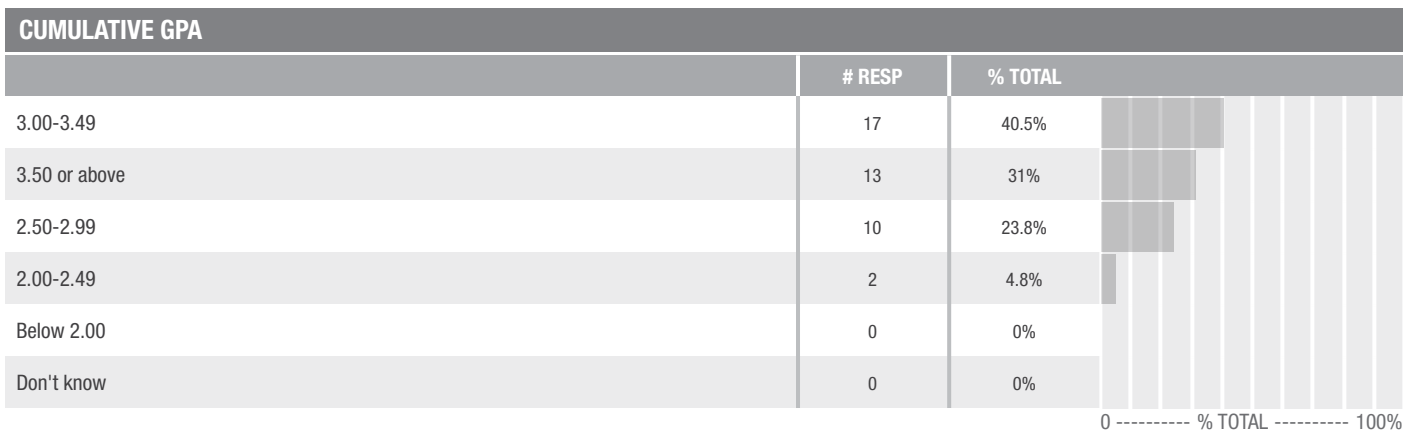 CUMULATIVE GPA
# RESP % TOTAL
3.00-3.49 17 40.5%
3.50 or above 13 31%
2.50-2.99 10 23.8%
2.00-2.49 2 4.8%
Below 2.00 0 0%
Don't know 0 0%
0 ---------- % TOTAL ---------- 100%